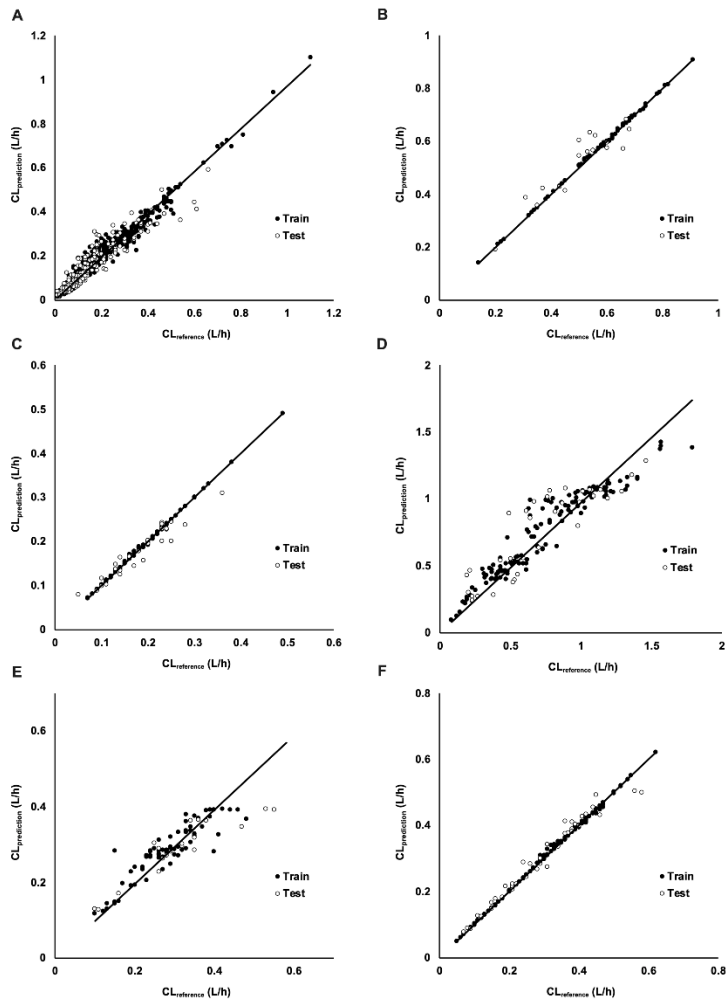 A
1.2
1
0.8
0.6
0.4
0.2
0
CLprediction (L/h)
0 0.2 0.4 0.6 0.8 1 1.2
CLreference (L/h)
Train
Test
B
1
0.8
0.6
0.4
0.2
0
CLprediction (L/h)
0 0.2 0.4 0.6 0.8 1
CLreference (L/h)
Train
Test
C
0.6
0.5
0.4
0.3
0.2
0.1
0
CLprediction (L/h)
0 0.1 0.2 0.3 0.4 0.5 0.6
CLreference (L/h)
Train
Test
D
2
1.5
1
0.5
0
CLprediction (L/h)
0 0.5 1 1.5 2
CLreference (L/h)
Train
Test
E
0.6
0.4
0.2
0
CLprediction (L/h)
0 0.2 0.4 0.6
CLreference (L/h)
Train
Test
F
0.8
0.6
0.4
0.2
0
CLprediction (L/h)
0 0.2 0.4 0.6 0.8
CLreference (L/h)
Train
Test